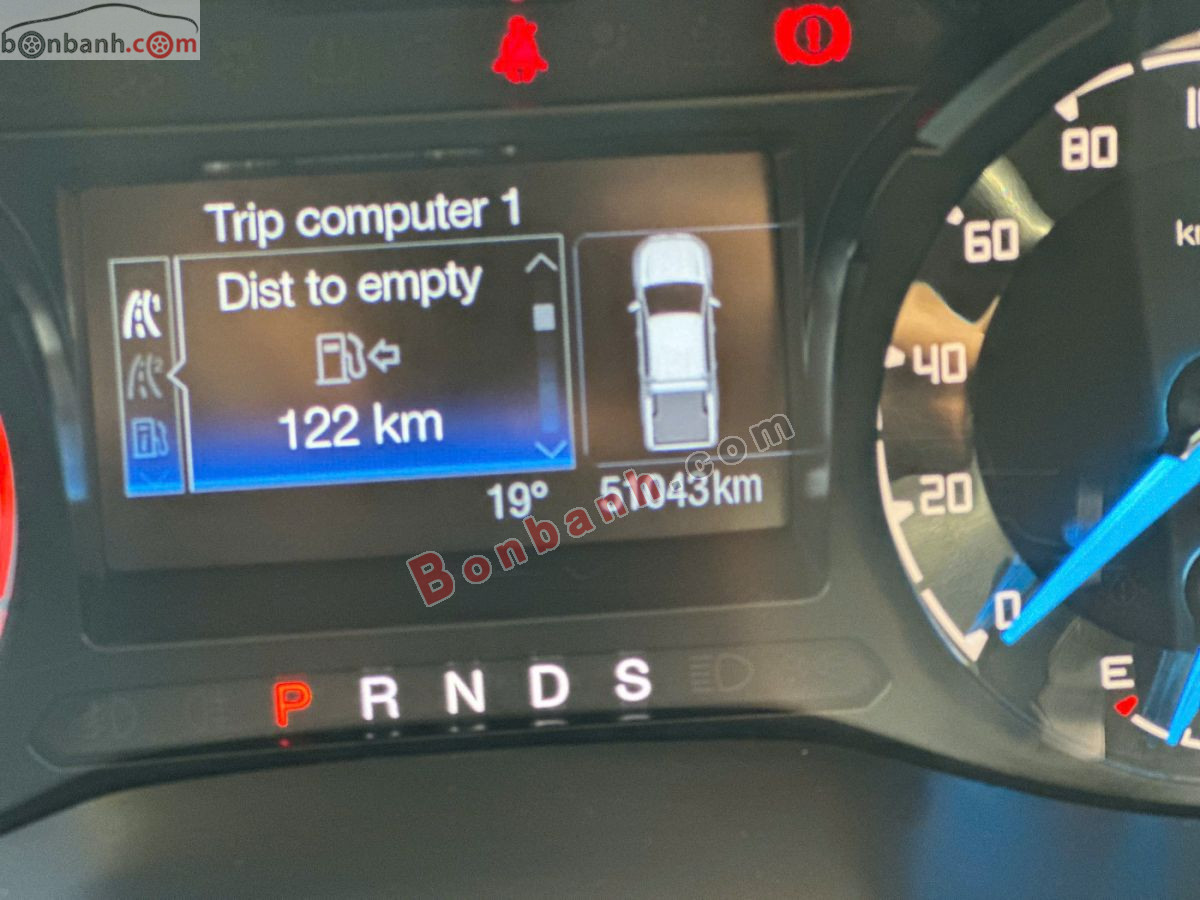 bonbanh.com
Trip computer 1
Dist to empty
122 km
19° 51043km
Bonbanh.com
80
60
40
20
0
E
P R N D S